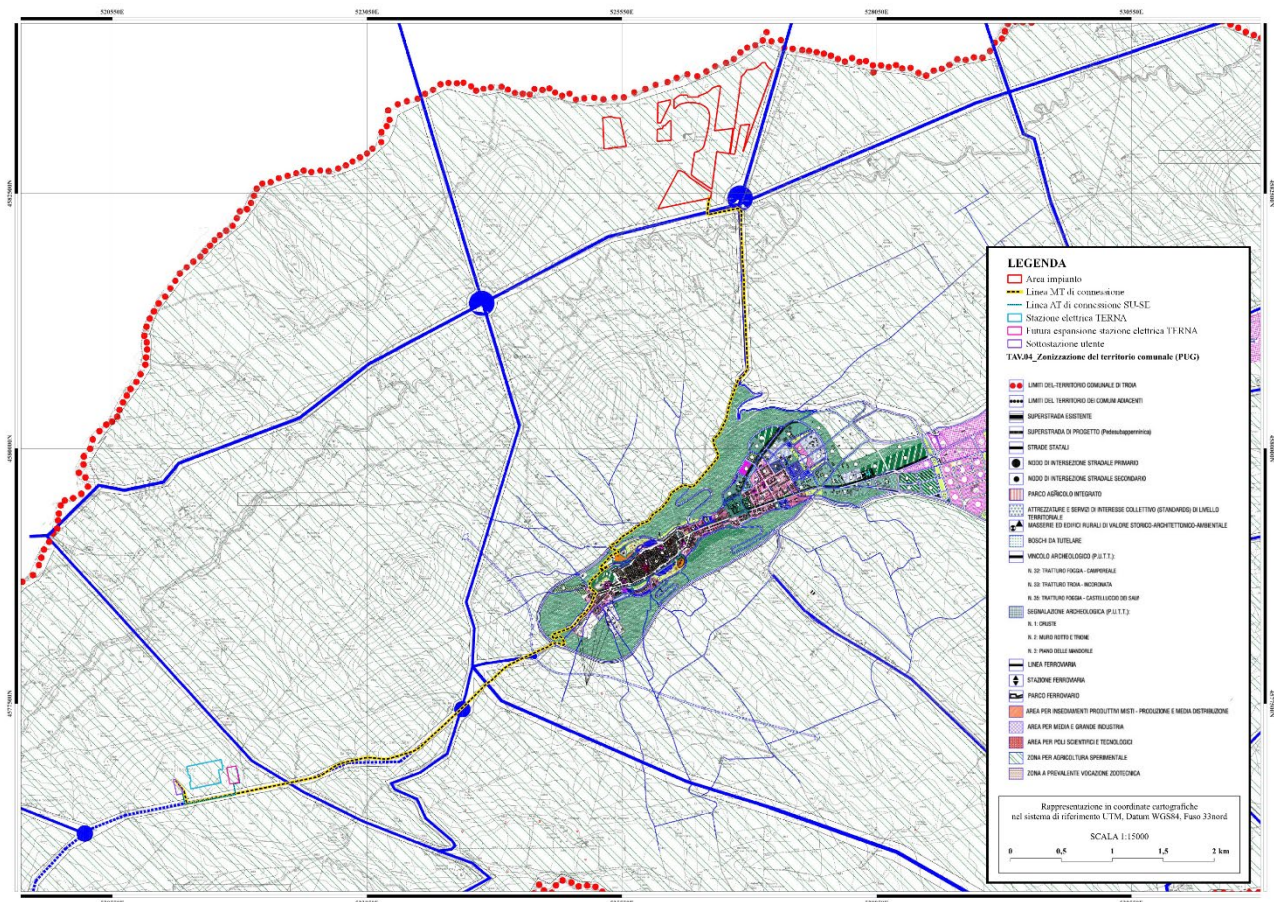 520550E 523050E 525550E 528050E 530550E
4582500N
4582500N
4580000N
4580000N
4577500N
4577500N
LEGENDA
Area impianto
Linea MT di connessione
Linea AT di connessione SU-SE
Stazione elettrica TERNA
Futura espansione stazione elettrica TERNA
Sottostazione utente
TAV.04_Zonizzazione del territorio comunale (PUG)
LIMITI DEL TERRITORIO COMUNALE DI TROIA
LIMITI DEL TERRITORIO DEI COMUNI ADIACENTI
SUPERSTRADA ESISTENTE
SUPERSTRADA DI PROGETTO (Pedesubappenninica)
STRADE STATALI
NODO DI INTERSEZIONE STRADALE PRIMARIO
NODO DI INTERSEZIONE STRADALE SECONDARIO
PARCO AGRICOLO INTEGRATO
ATTREZZATURE E SERVIZI DI INTERESSE COLLETTIVO (STANDARDS) DI LIVELLO
TERRITORIALE
MASSERIE ED EDIFICI RURALI DI VALORE STORICO-ARCHITETTONICO-AMBIENTALE
BOSCHI DA TUTELARE
VINCOLO ARCHEOLOGICO (P.U.T.T.):
N. 32: TRATTURO FOGGIA - CAMPOREALE
N. 33: TRATTURO TROIA - INCORONATA
N. 35: TRATTURO FOGGIA - CASTELLUCCIO DEI SAURI
SEGNALAZIONE ARCHEOLOGICA (P.U.T.T.):
N. 1: CRUSTE
N. 2: MURO ROTTO E TRIONE
N. 3: PIANO DELLE MANDORLE
LINEA FERROVIARIA
STAZIONE FERROVIARIA
PARCO FERROVIARIO
AREA PER INSEDIAMENTI PRODUTTIVI MISTI - PRODUZIONE E MEDIA DISTRIBUZIONE
AREA PER MEDIA E GRANDE INDUSTRIA
AREA PER POLI SCIENTIFICI E TECNOLOGICI
ZONA PER AGRICOLTURA SPERIMENTALE
ZONA A PREVALENTE VOCAZIONE ZOOTECNICA
Rappresentazione in coordinate cartografiche
nel sistema di riferimento UTM, Datum WGS84, Fuso 33nord
SCALA 1:15000
0 0,5 1 1,5 2 km